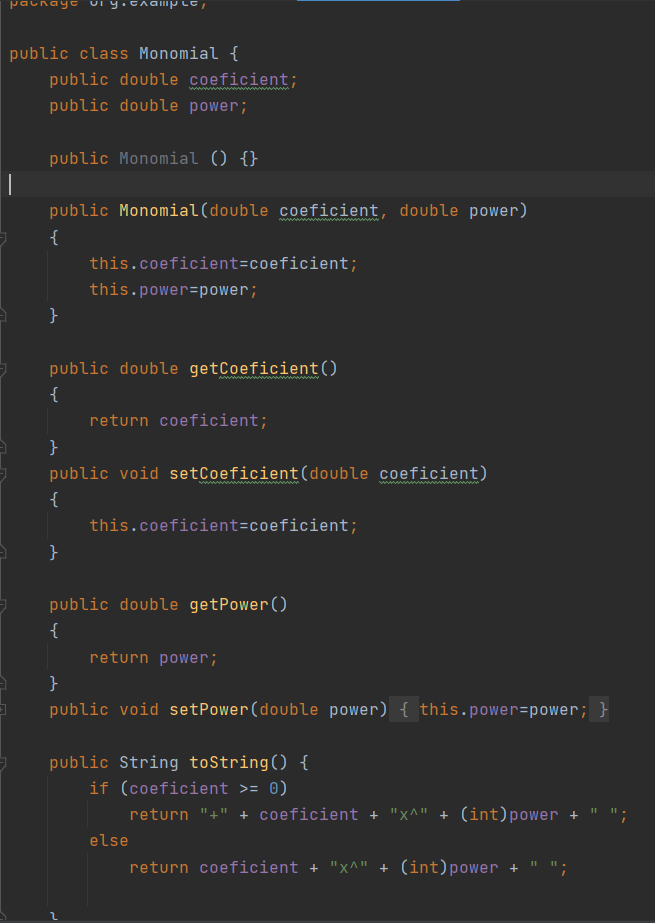 package org.example;
public class Monomial {
public double coeficient;
public double power;
public Monomial () {}
public Monomial(double coeficient, double power)
{
this.coeficient=coeficient;
this.power=power;
}
public double getCoeficient()
{
return coeficient;
}
public void setCoeficient(double coeficient)
{
this.coeficient=coeficient;
}
public double getPower()
{
return power;
}
public void setPower(double power) { this.power=power; }
public String toString() {
if (coeficient >= 0)
return "+" + coeficient + "x^" + (int)power + " ";
else
return coeficient + "x^" + (int)power + " ";
}